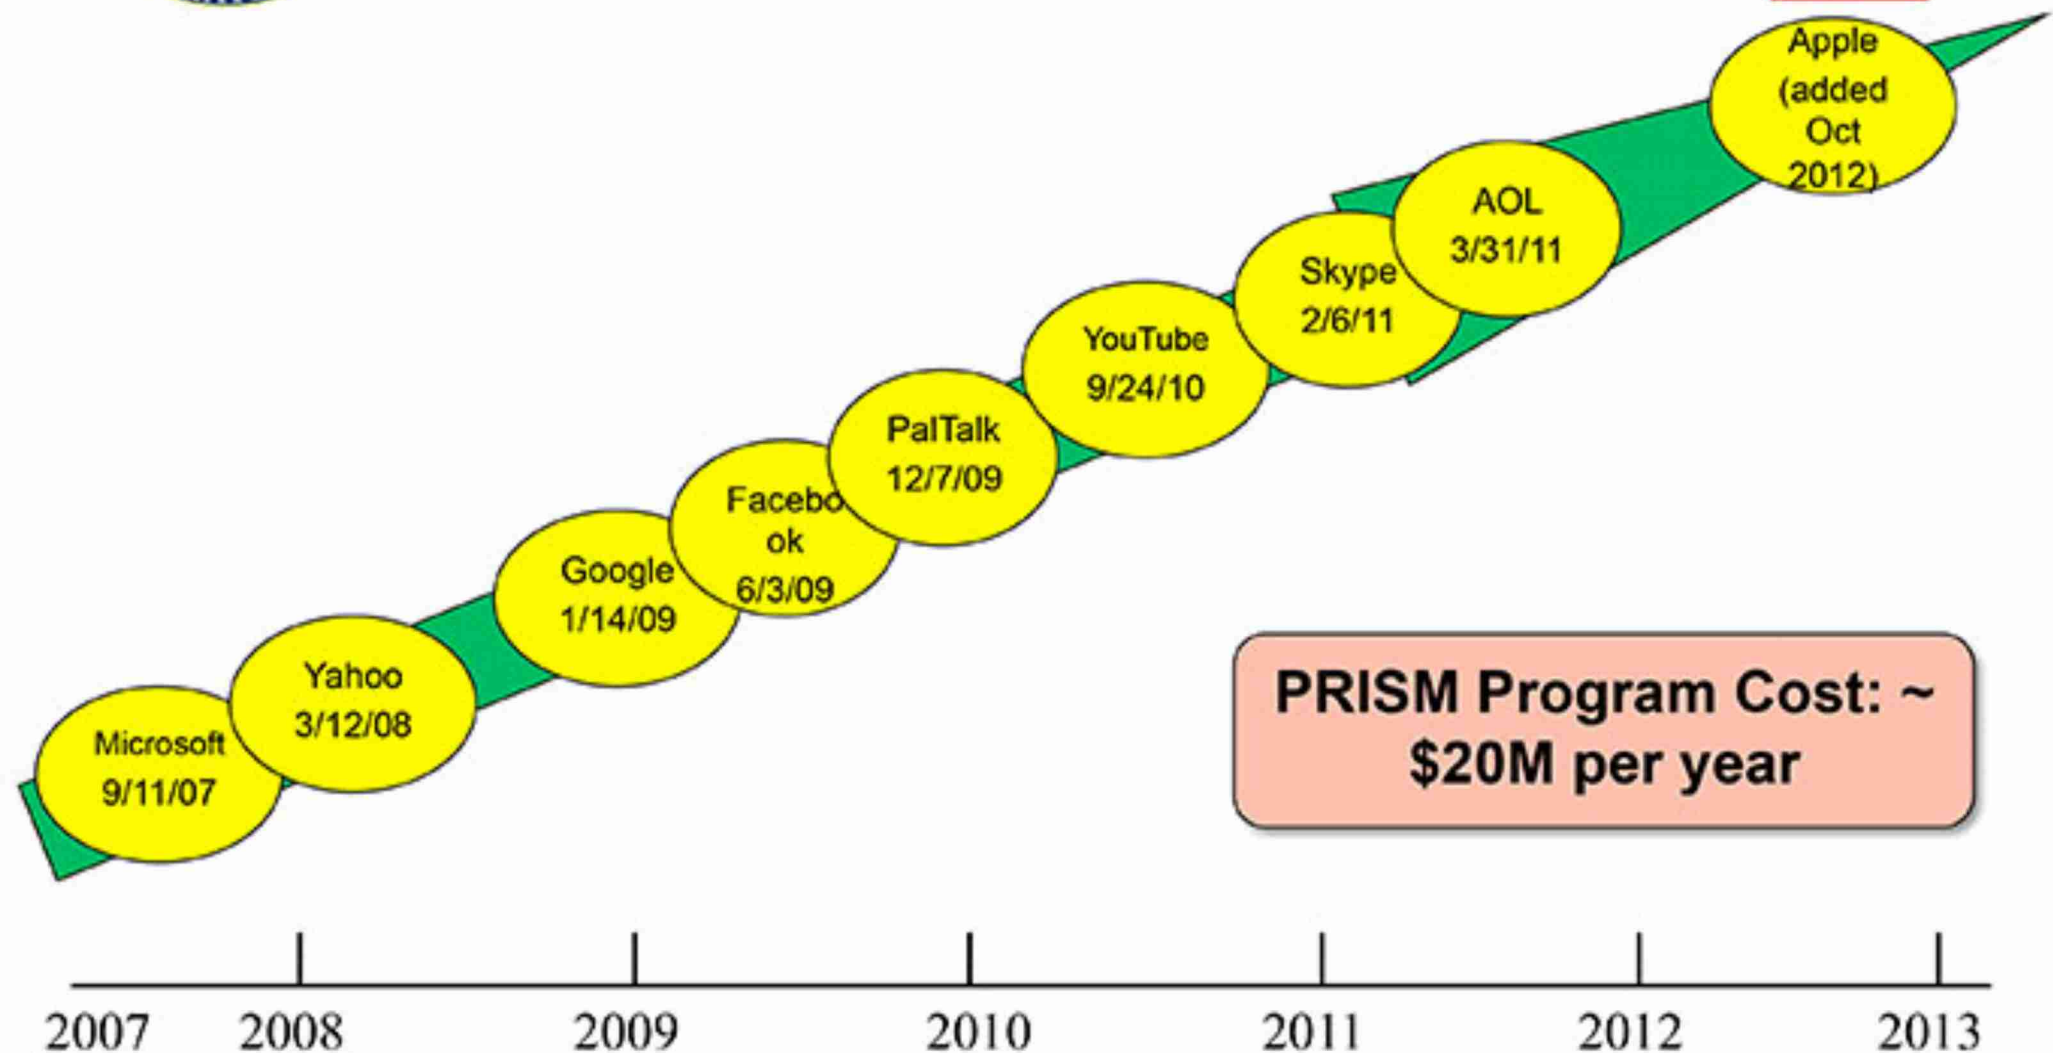 Microsoft
9/11/07
Yahoo
3/12/08
Google
1/14/09
Facebo
ok
6/3/09
PalTalk
12/7/09
YouTube
9/24/10
Skype
2/6/11
AOL
3/31/11
Apple
(added
Oct
2012)
PRISM Program Cost: ~
$20M per year
2007 2008 2009 2010 2011 2012 2013